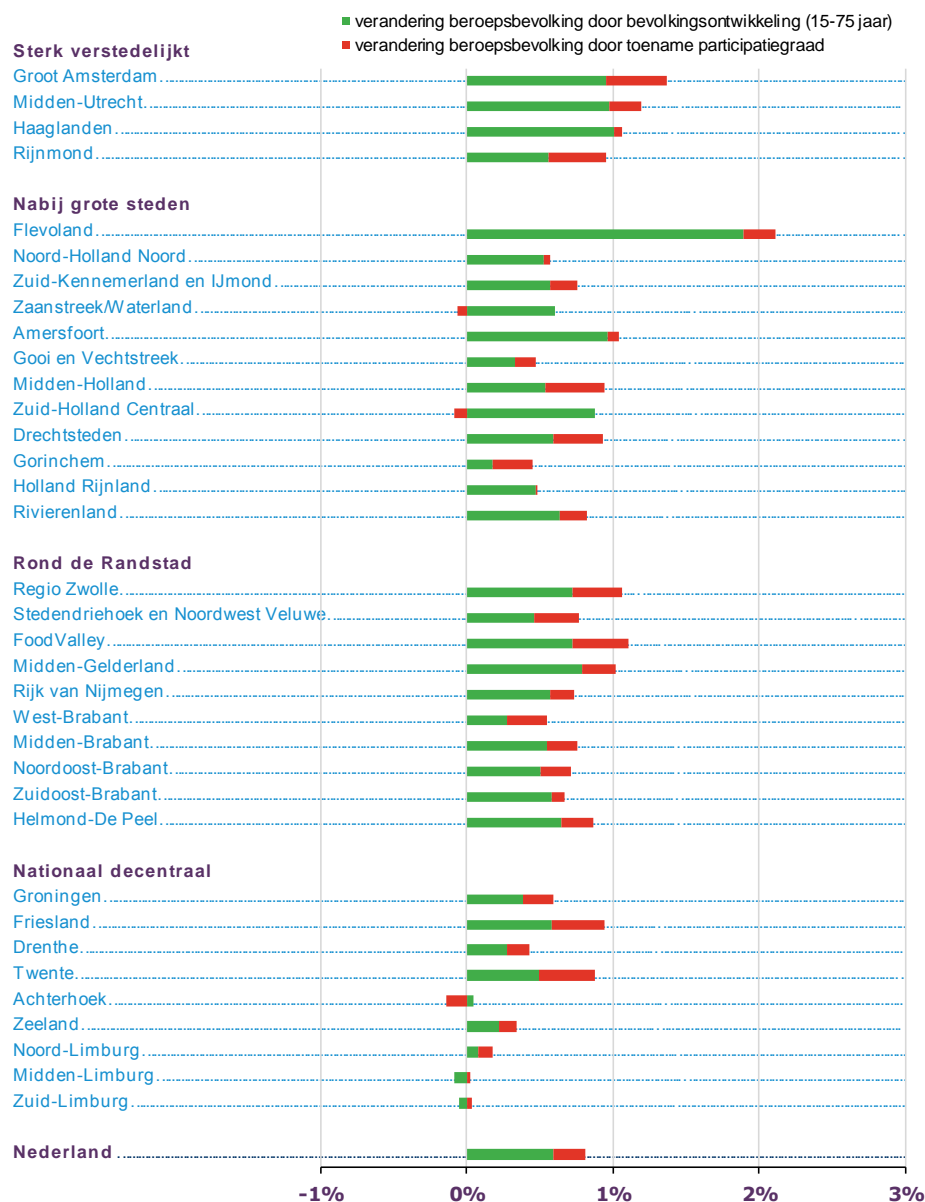 verandering beroepsbevolking door bevolkingsontwikkeling (15-75 jaar)
verandering beroepsbevolking door toename participatiegraad
Sterk verstedelijkt
Groot Amsterdam
Midden-Utrecht
Haaglanden
Rijnmond
Nabij grote steden
Flevoland
Noord-Holland Noord
Zuid-Kennemerland en IJmond
Zaanstreek/Waterland
Amersfoort
Gooi en Vechtstreek
Midden-Holland
Zuid-Holland Centraal
Drechtsteden
Gorinchem
Holland Rijnland
Rivierenland
Rond de Randstad
Regio Zwolle
Stedendriehoek en Noordwest Veluwe
FoodValley
Midden-Gelderland
Rijk van Nijmegen
West-Brabant
Midden-Brabant
Noordoost-Brabant
Zuidoost-Brabant
Helmond-De Peel
Nationaal decentraal
Groningen
Friesland
Drenthe
Twente
Achterhoek
Zeeland
Noord-Limburg
Midden-Limburg
Zuid-Limburg
Nederland
-1% 0% 1% 2% 3%